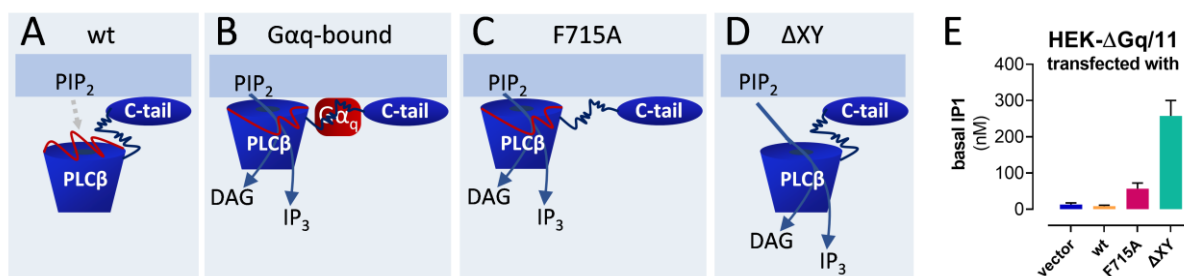 A wt
PIP2
C-tail
PLCβ
B Gαq-bound
PIP2
Gαq
C-tail
PLCβ
DAG
IP3
C F715A
PIP2
C-tail
PLCβ
DAG
IP3
D ΔXY
PIP2
C-tail
PLCβ
DAG
IP3
E HEK-ΔGq/11
transfected with
basal IP1
(nM)
400
300
200
100
0
vector
wt
F715A
ΔXY